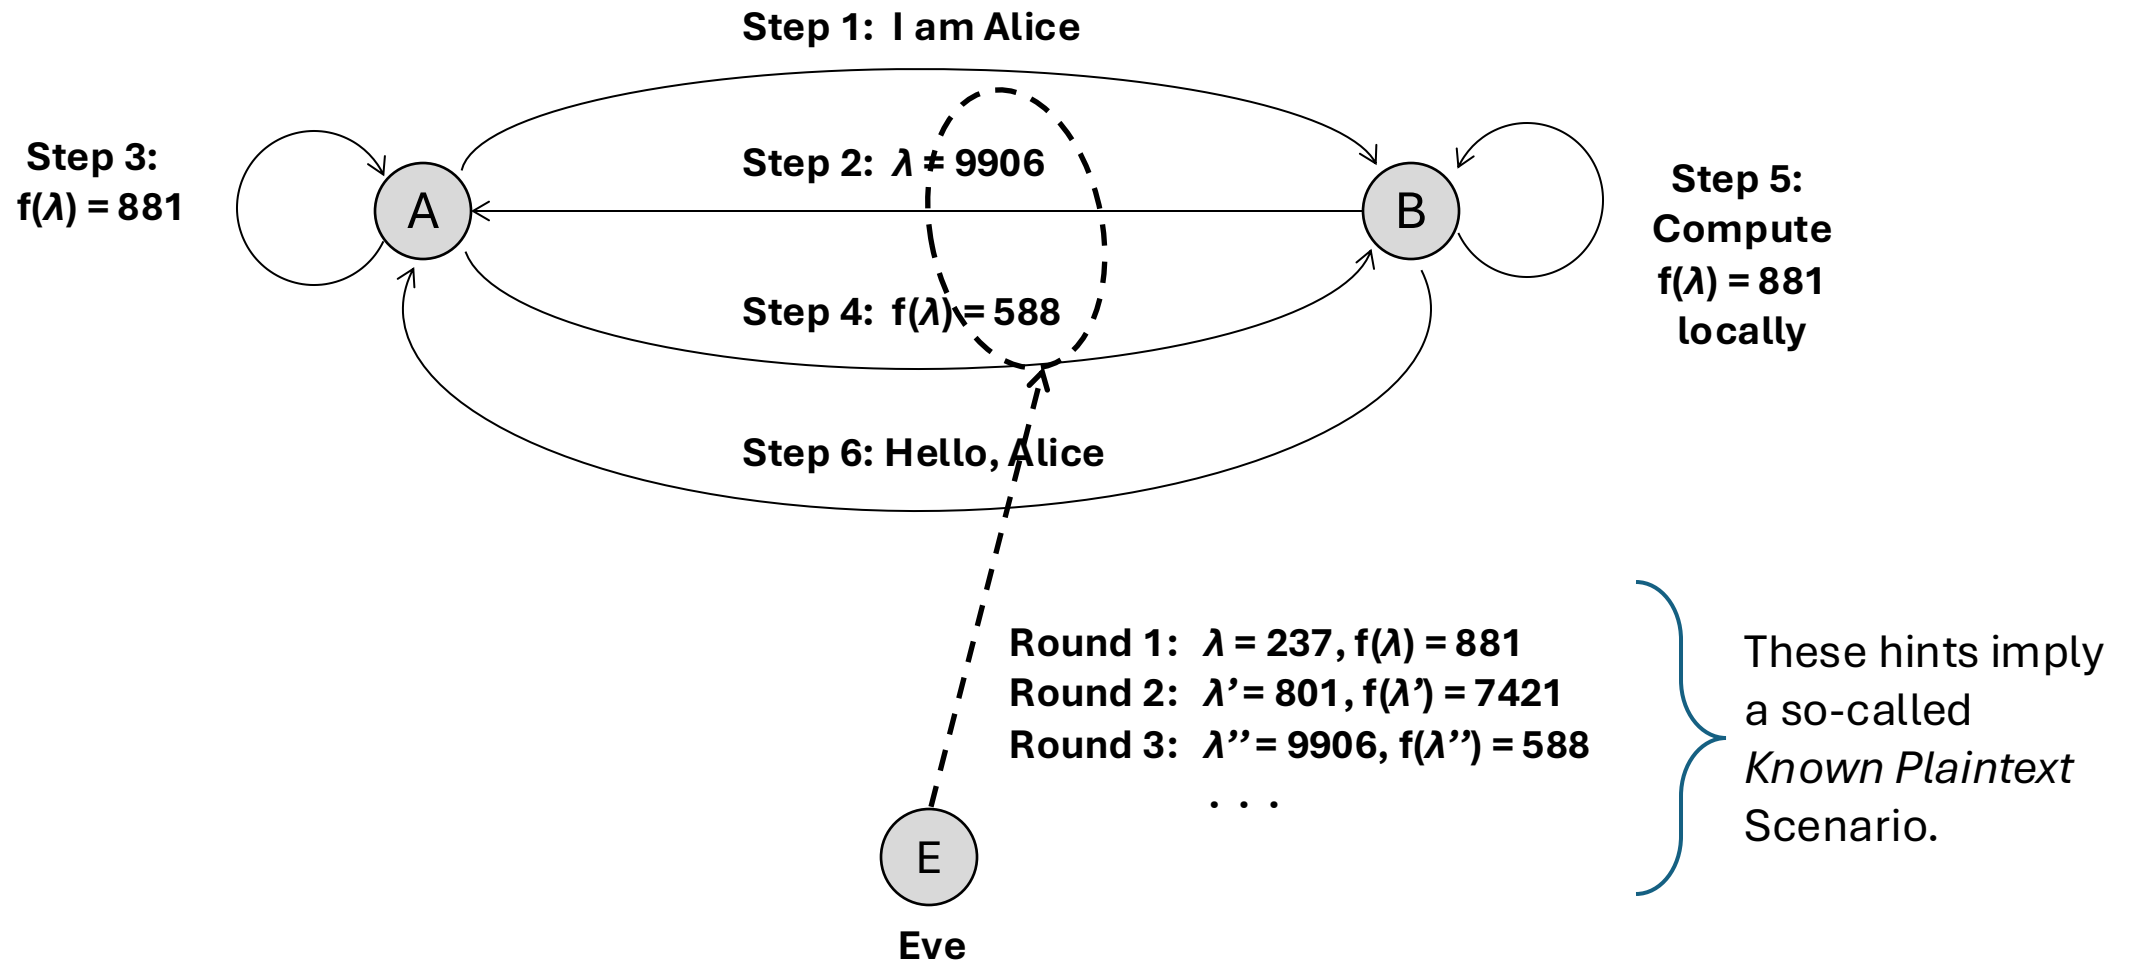 Step 1: I am Alice
Step 3:
f(λ) = 881
A
Step 2: λ = 9906
B
Step 5:
Compute
f(λ) = 881
locally
Step 4: f(λ) = 588
Step 6: Hello, Alice
Round 1: λ = 237, f(λ) = 881
Round 2: λ’ = 801, f(λ’) = 7421
Round 3: λ’’ = 9906, f(λ’’) = 588
. . .
These hints imply
a so-called
Known Plaintext
Scenario.
E
Eve